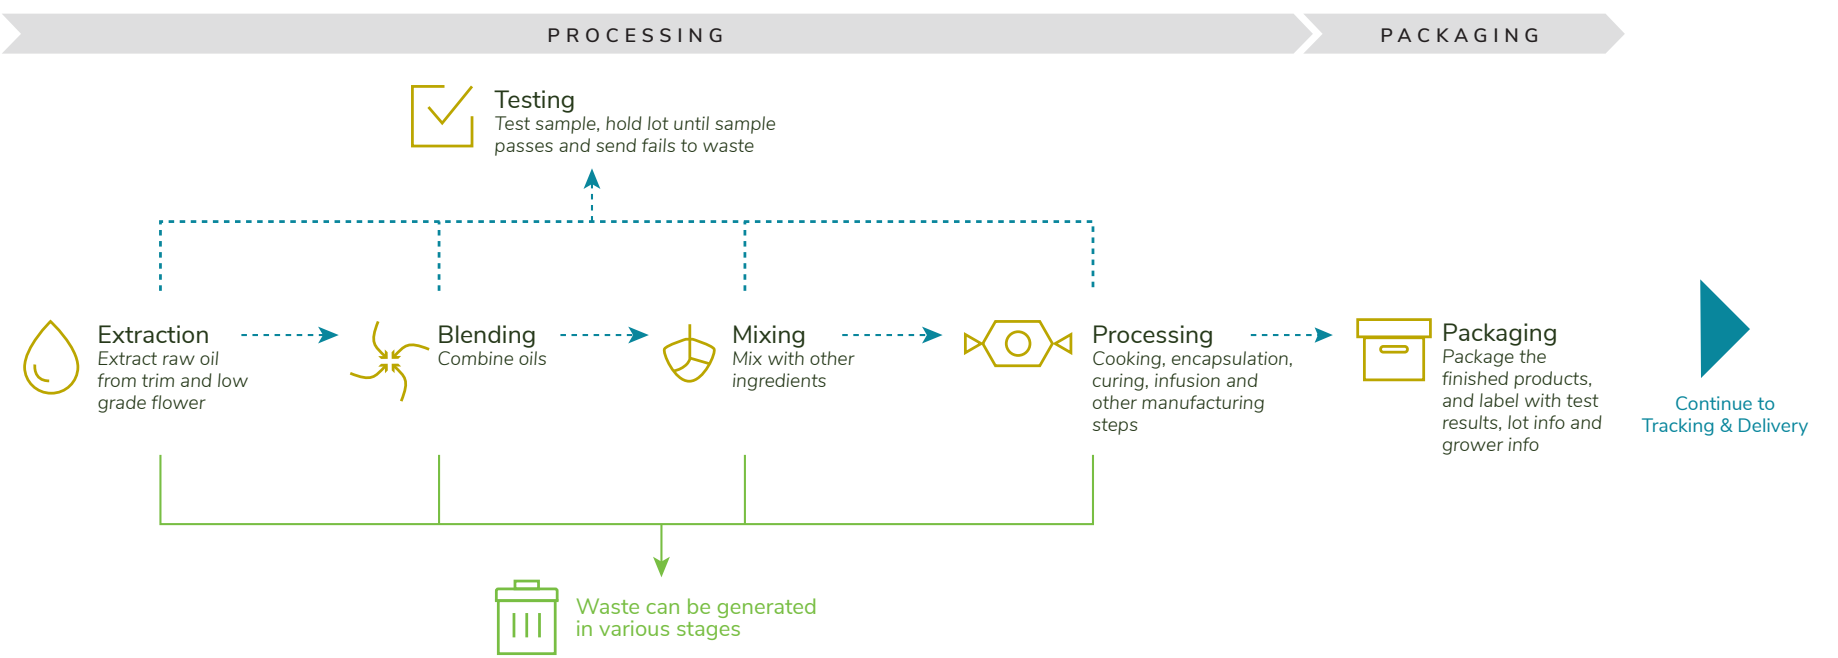 PROCESSING
PACKAGING
Testing
Test sample, hold lot until sample
passes and send fails to waste
Extraction
Extract raw oil
from trim and low
grade flower
Blending
Combine oils
Mixing
Mix with other
ingredients
Processing
Cooking, encapsulation,
curing, infusion and
other manufacturing
steps
Packaging
Package the
finished products,
and label with test
results, lot info and
grower info
Continue to
Tracking & Delivery
Waste can be generated
in various stages